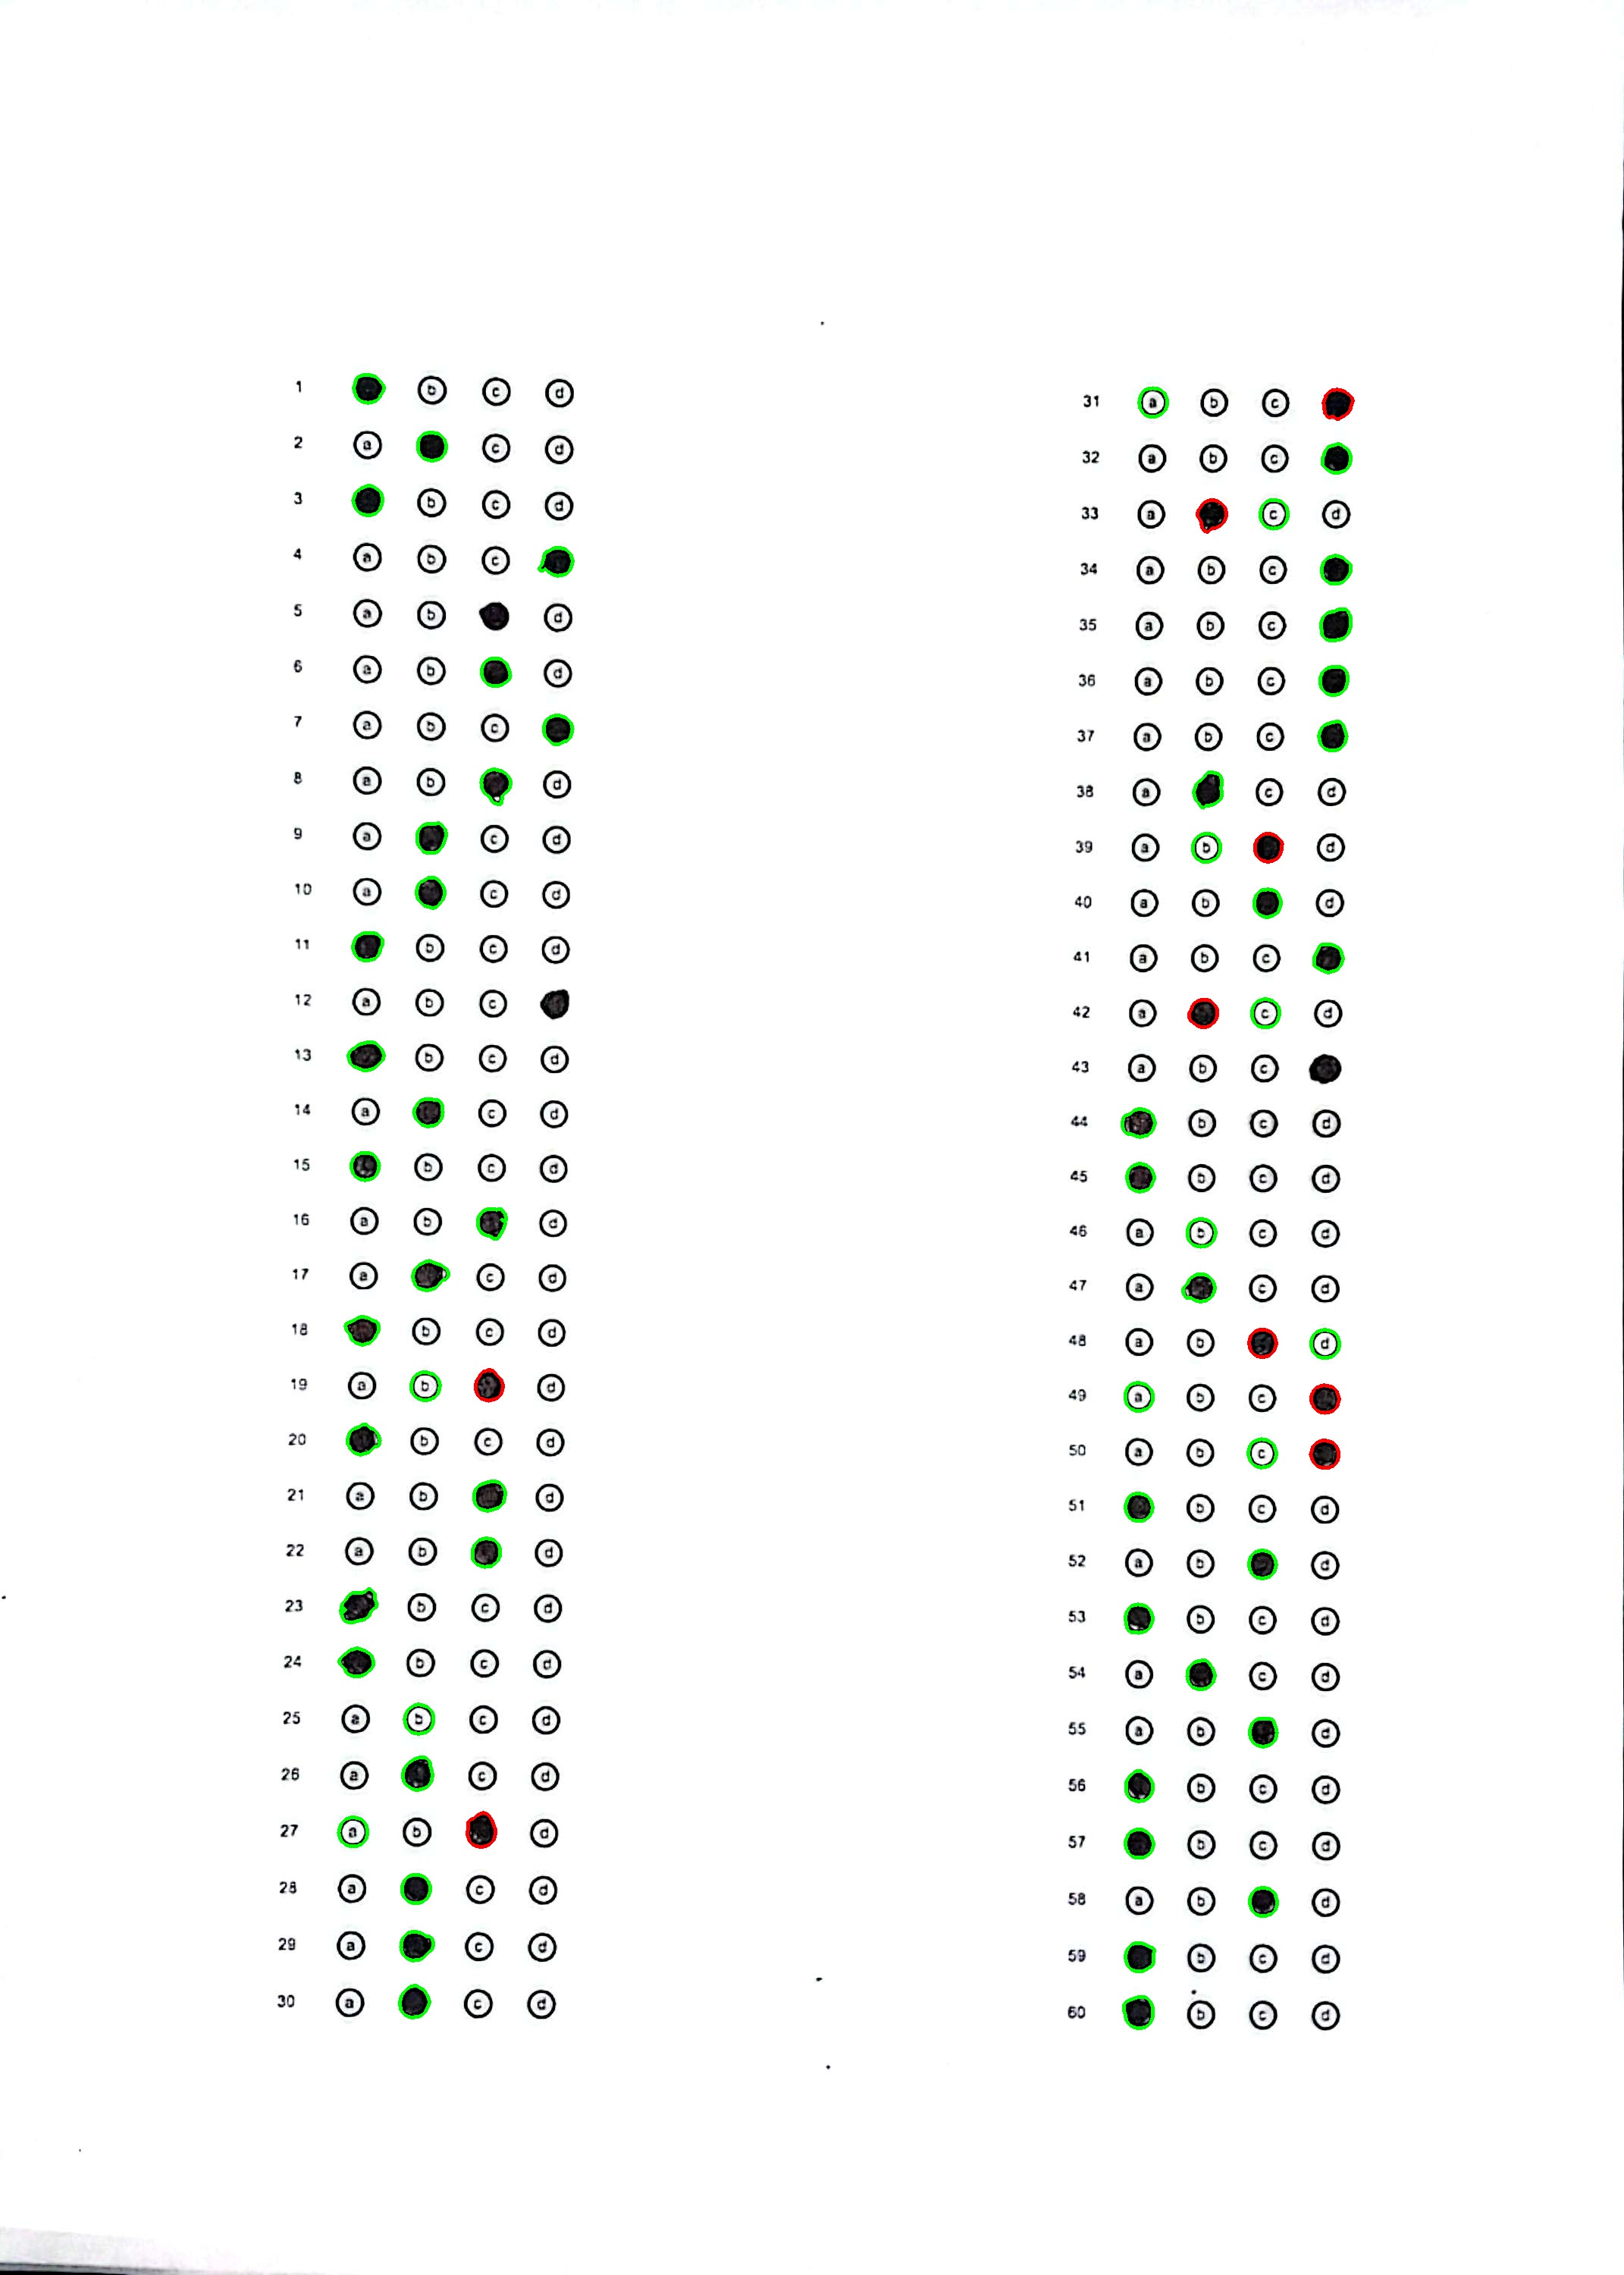 1 b c d
2 a c d
3 b c d
4 a b c
5 a b d
6 a b d
7 a b c
8 a b d
9 a c d
10 a c d
11 b c d
12 a b c
13 b c d
14 a c d
15 b c d
16 a b d
17 a c d
18 b c d
19 a b d
20 b c d
21 a b d
22 a b d
23 b c d
24 b c d
25 a b c d
26 a c d
27 a b d
28 a c d
29 a c d
30 a c d
31 a b c
32 a b c
33 a c d
34 a b c
35 a b c
36 a b c
37 a b c
38 a c d
39 a b d
40 a b d
41 a b c
42 a c d
43 a b c
44 b c d
45 b c d
46 a b c d
47 a c d
48 a b d
49 a b c
50 a b c
51 b c d
52 a b d
53 b c d
54 a c d
55 a b d
56 b c d
57 b c d
58 a b d
59 b c d
60 b c d